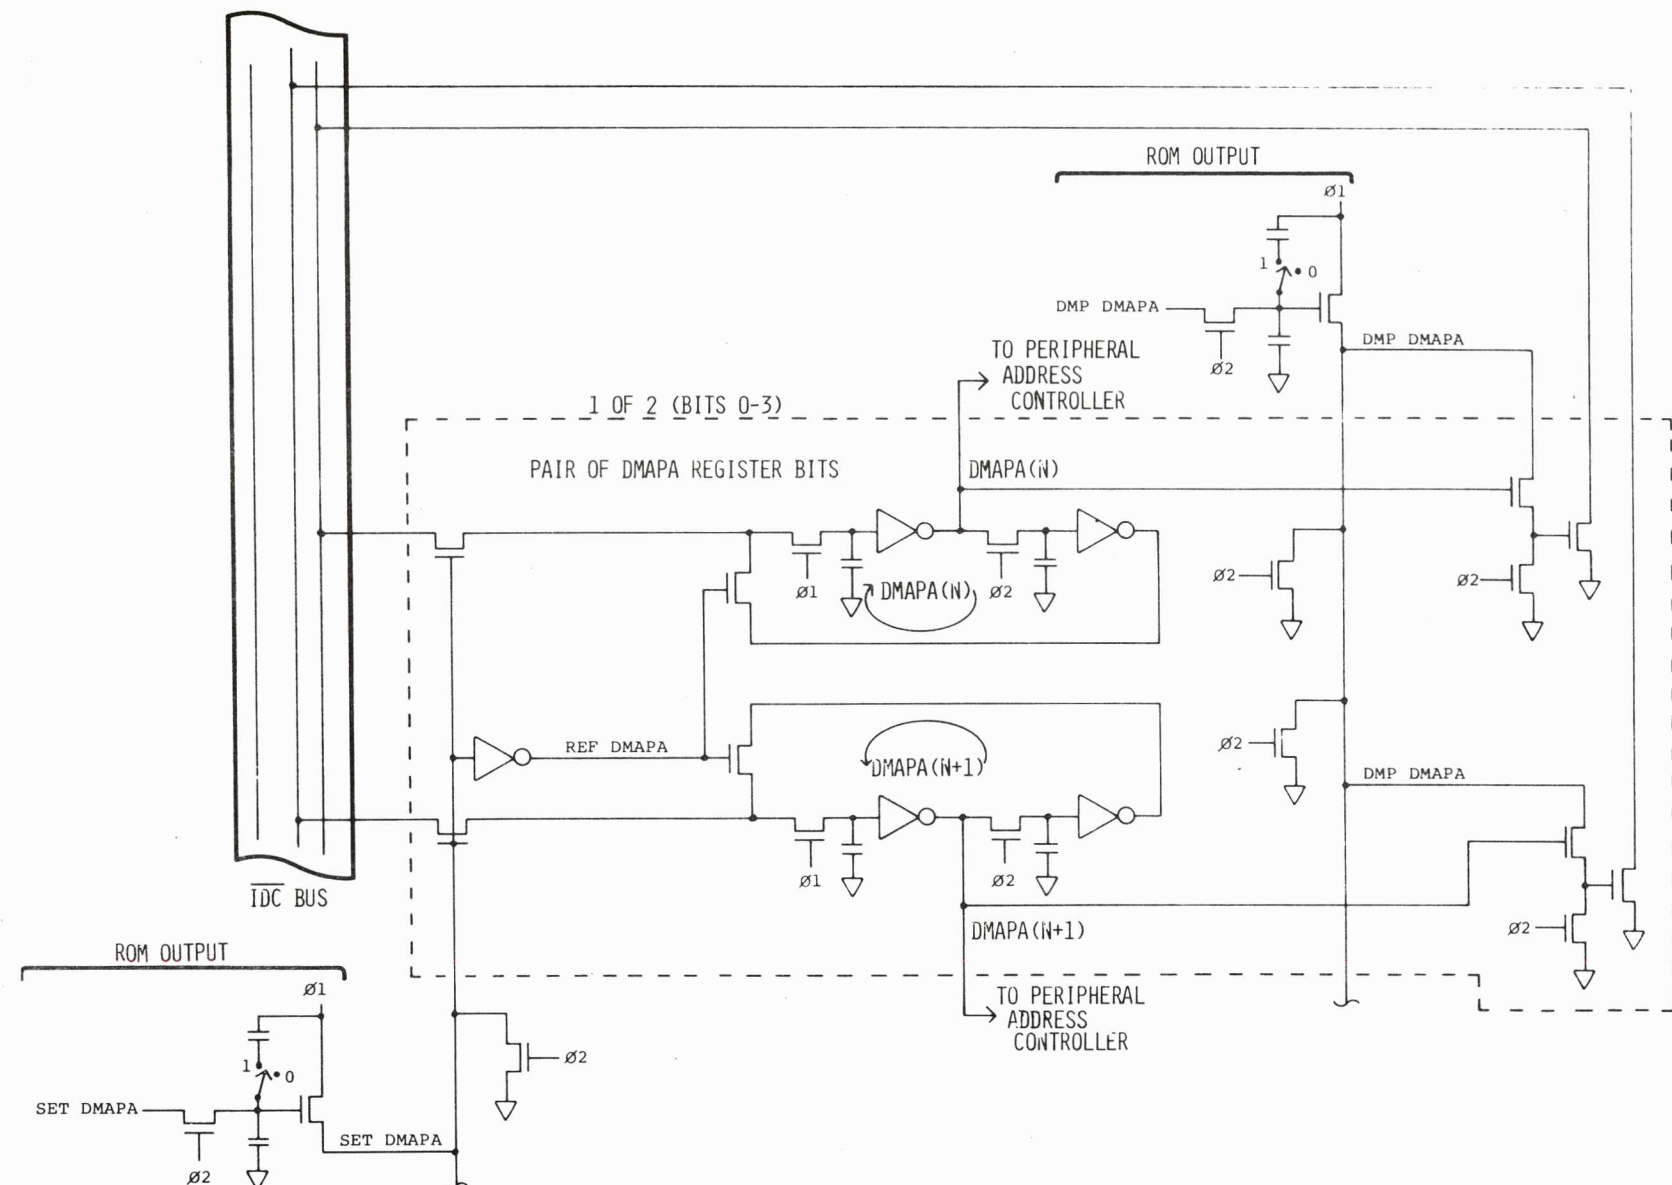 ROM OUTPUT
Ø1
1
0
DMP DMAPA
Ø2
DMP DMAPA
TO PERIPHERAL
ADDRESS
CONTROLLER
1 OF 2 (BITS 0-3)
PAIR OF DMAPA REGISTER BITS
DMAPA(N)
Ø1
DMAPA(N)
Ø2
Ø2
Ø2
REF DMAPA
DMAPA(N+1)
Ø2
DMP DMAPA
Ø1
Ø2
IDC BUS
DMAPA(N+1)
Ø2
ROM OUTPUT
Ø1
TO PERIPHERAL
ADDRESS
CONTROLLER
Ø2
1
0
SET DMAPA
SET DMAPA
Ø2